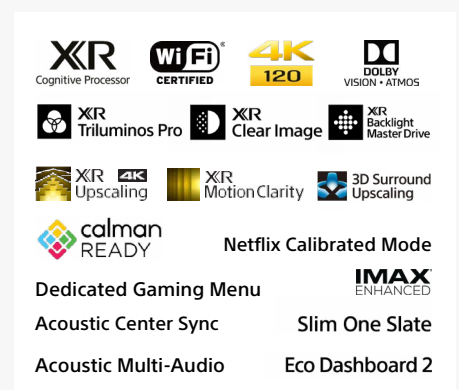 XR
Cognitive Processor
Wi Fi®
CERTIFIED
4K
120
DOLBY
VISION • ATMOS
XR
Triluminos Pro
XR
Clear Image
XR
Backlight
Master Drive
XR 4K
Upscaling
XR
Motion Clarity
3D Surround
Upscaling
calman
READY
Netflix Calibrated Mode
Dedicated Gaming Menu
IMAX
ENHANCED
Acoustic Center Sync
Slim One Slate
Acoustic Multi-Audio
Eco Dashboard 2